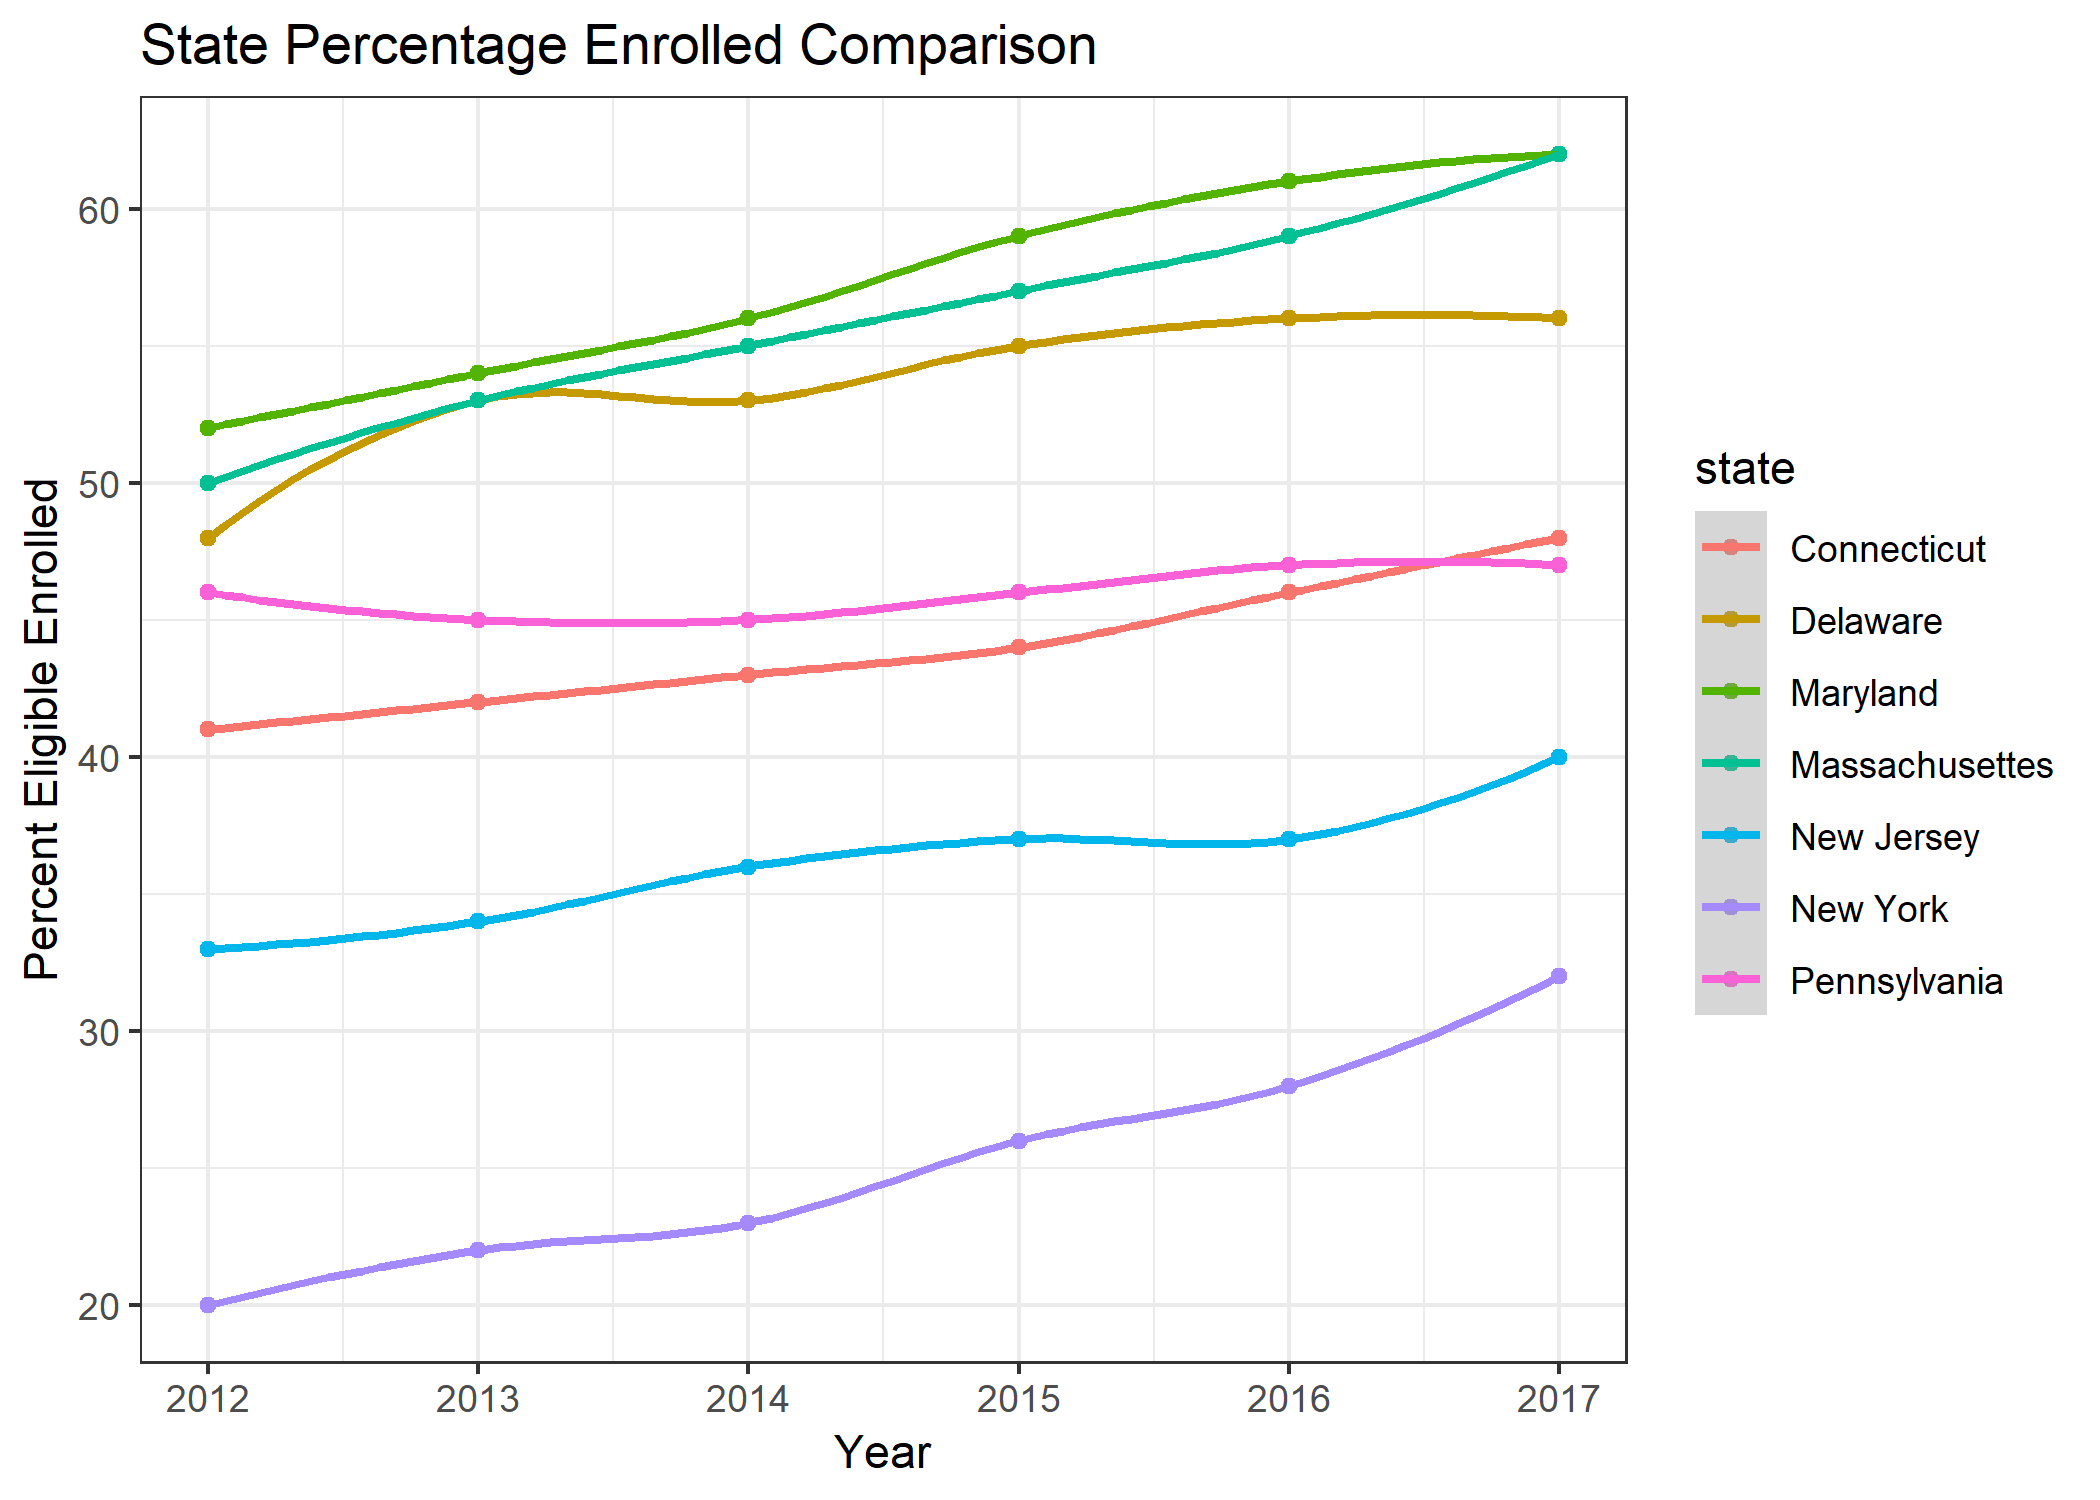 State Percentage Enrolled Comparison
Percent Eligible Enrolled
60
50
40
30
20
2012 2013 2014 2015 2016 2017
Year
state
Connecticut
Delaware
Maryland
Massachusettes
New Jersey
New York
Pennsylvania